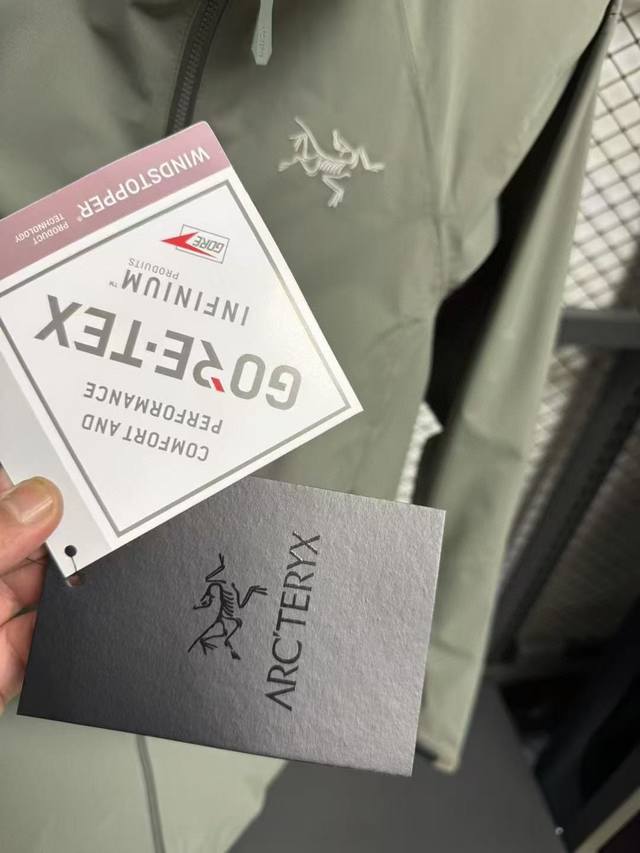 COMFORT AND
PERFORMANCE
GORE-TEX
INFINIUM™
PRODUCTS
GORE
WINDSTOPPER®
PRODUCT
TECHNOLOGY
ARC'TERYX